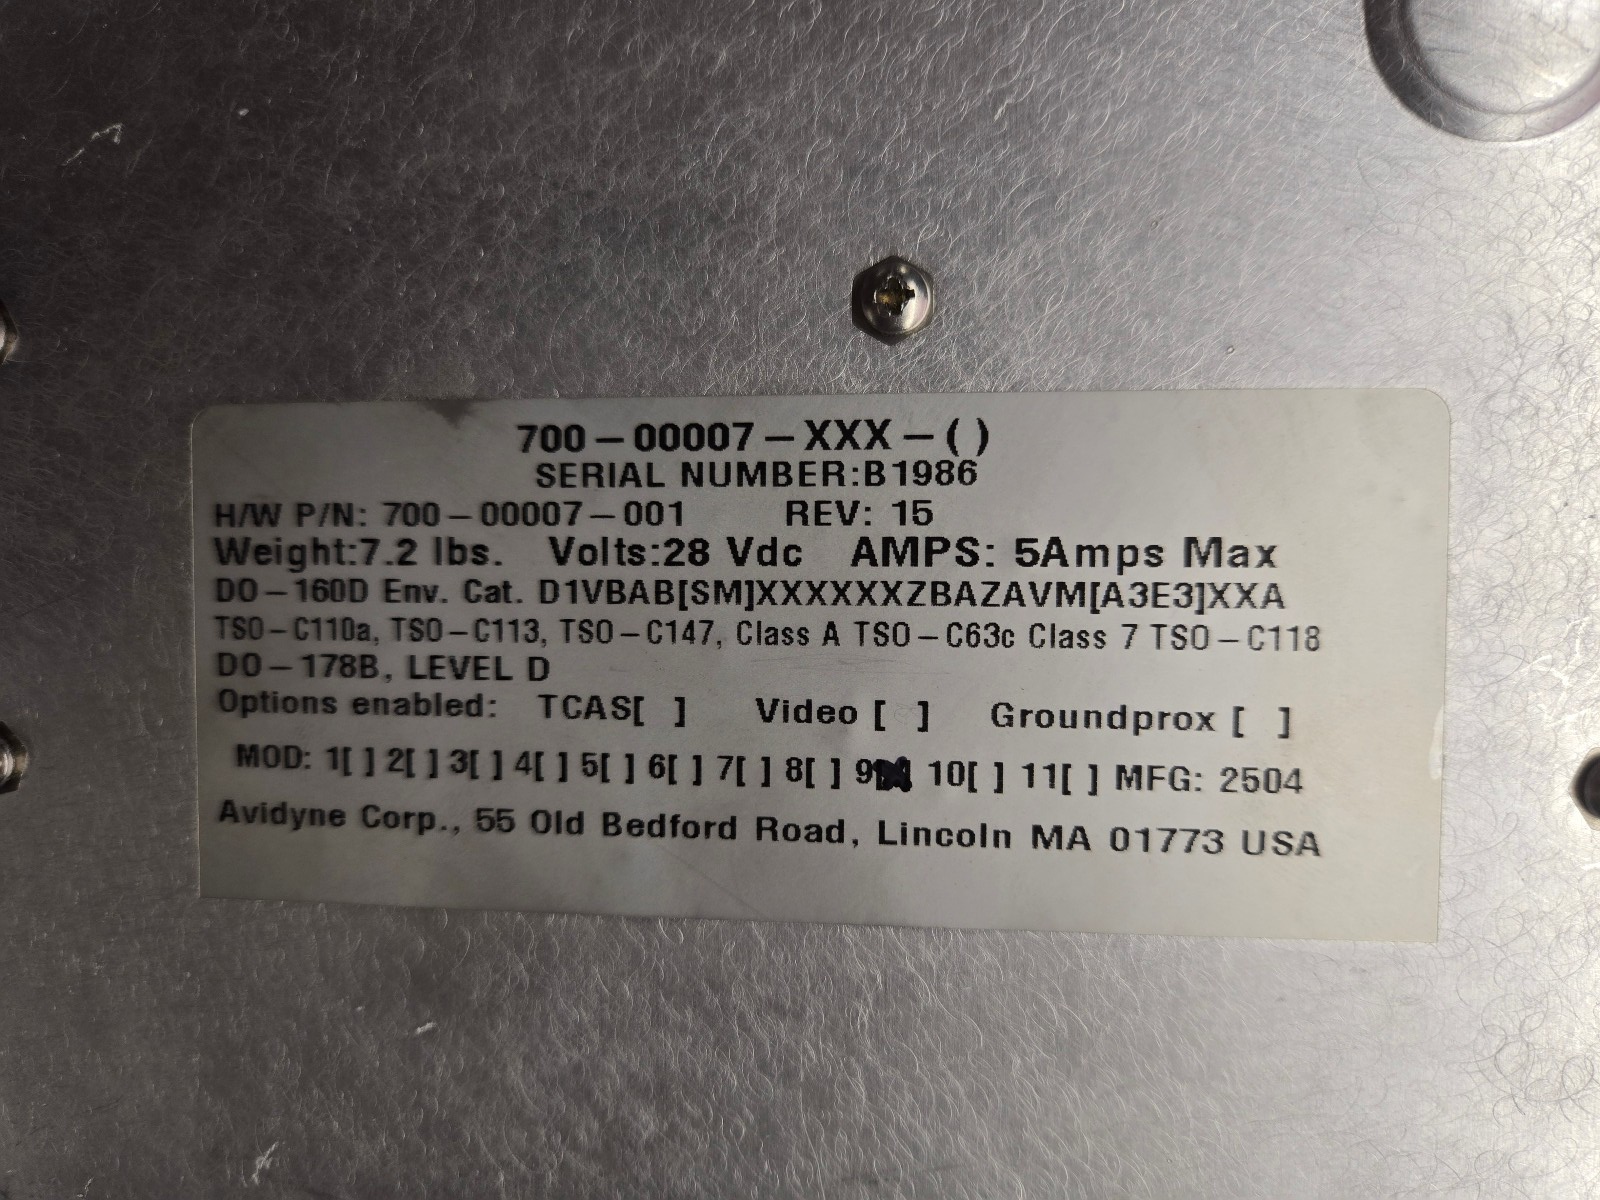 700-00007-XXX-( )
SERIAL NUMBER:B1986
H/W P/N: 700-00007-001 REV: 15
Weight:7.2 lbs. Volts:28 Vdc AMPS: 5Amps Max
DO-160D Env. Cat. D1VBAB[SM]XXXXXXZBAZAVM[A3E3]XXA
TSO-C110a, TSO-C113, TSO-C147, Class A TSO-C63c Class 7 TSO-C118
DO-178B, LEVEL D
Options enabled: TCAS[ ] Video [ ] Groundprox [ ]
MOD: 1[ ] 2[ ] 3[ ] 4[ ] 5[ ] 6[ ] 7[ ] 8[ ] 9[X] 10[ ] 11[ ] MFG: 2504
Avidyne Corp., 55 Old Bedford Road, Lincoln MA 01773 USA